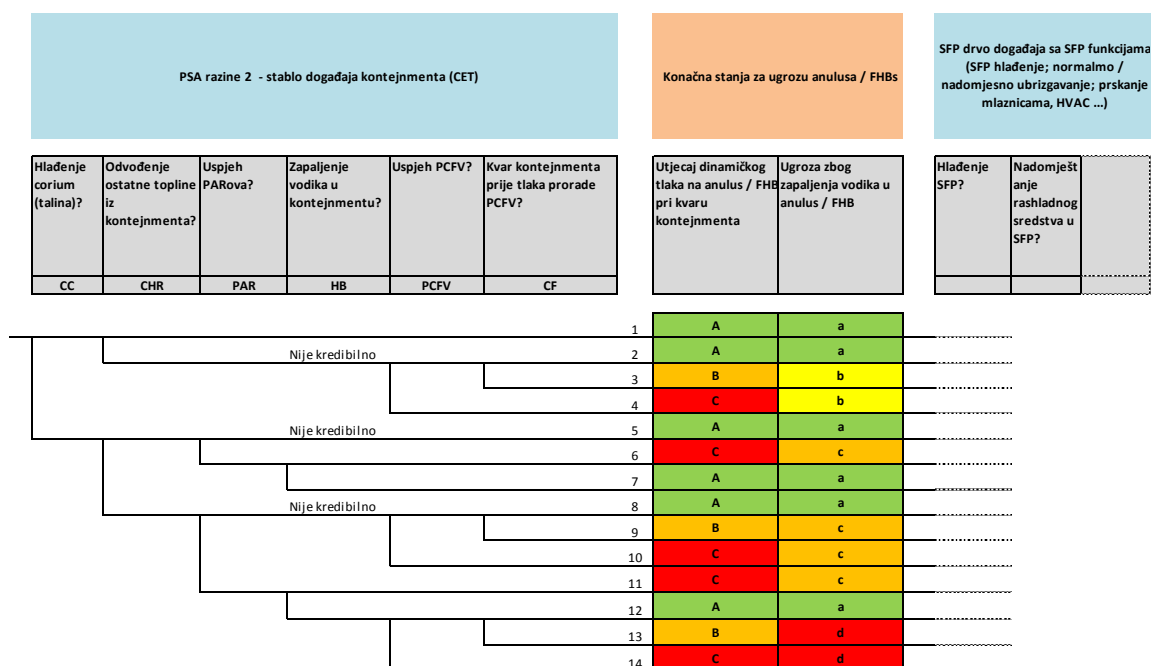 PSA razine 2 - stablo događaja kontejnmenta (CET)
Konačna stanja za ugrozu anulusa / FHBs
SFP drvo događaja sa SFP funkcijama
(SFP hlađenje; normalmo /
nadomjesno ubrizgavanje; prskanje
mlaznicama, HVAC ...)
Hlađenje
corium
(talina)?
Odvođenje
ostatne topline
iz
kontejnmenta?
Uspjeh
PARova?
Zapaljenje
vodika u
kontejnmentu?
Uspjeh PCFV?
Kvar kontejnmenta
prije tlaka prorade
PCFV?
Utjecaj dinamičkog
tlaka na anulus / FHB
pri kvaru
kontejnmenta
Ugroza zbog
zapaljenja vodika u
anulus / FHB
Hlađenje
SFP?
Nadomješt
anje
rashladnog
sredstva u
SFP?
CC CHR PAR HB PCFV CF
1 A a
Nije kredibilno 2 A a
3 B b
4 C b
Nije kredibilno 5 A a
6 C c
7 A a
Nije kredibilno 8 A a
9 B c
10 C c
11 C c
12 A a
13 B d
14 C d